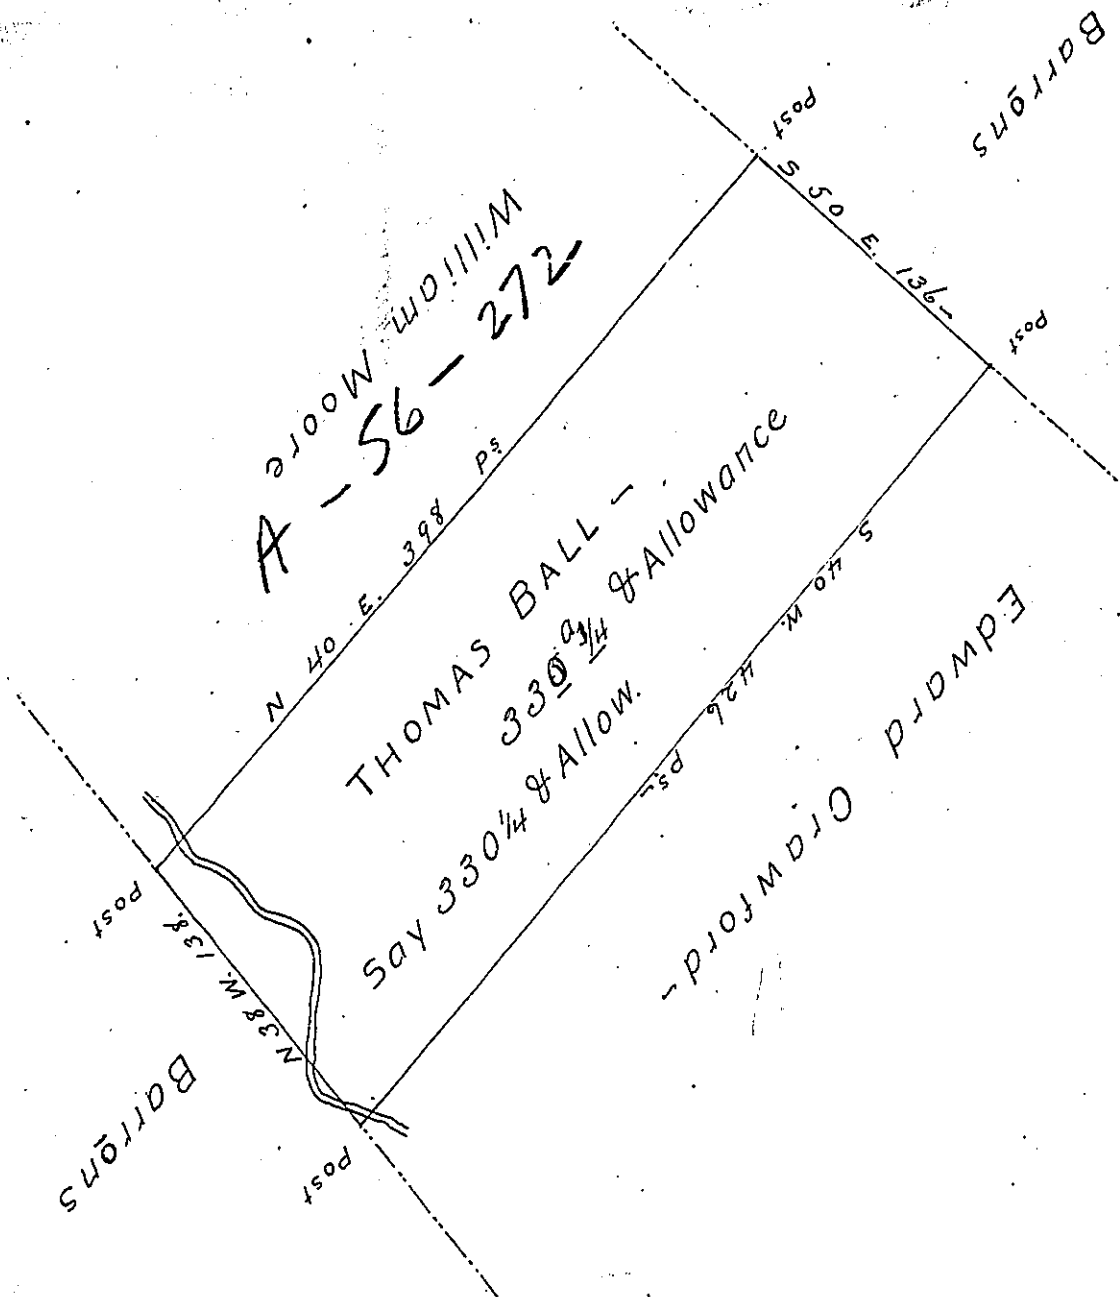 Barrons
Post
S 50 E. 136
Post
William Moore
A - 56 - 272
N 40 E. 398 Ps
THOMAS BALL -
330 a 1/4 & Allowance
Say 330 1/4 & Allow.
S 40 W. 426 Ps -
Edward Crawford -
Post
N 38 W. 138.
Post
Barrons